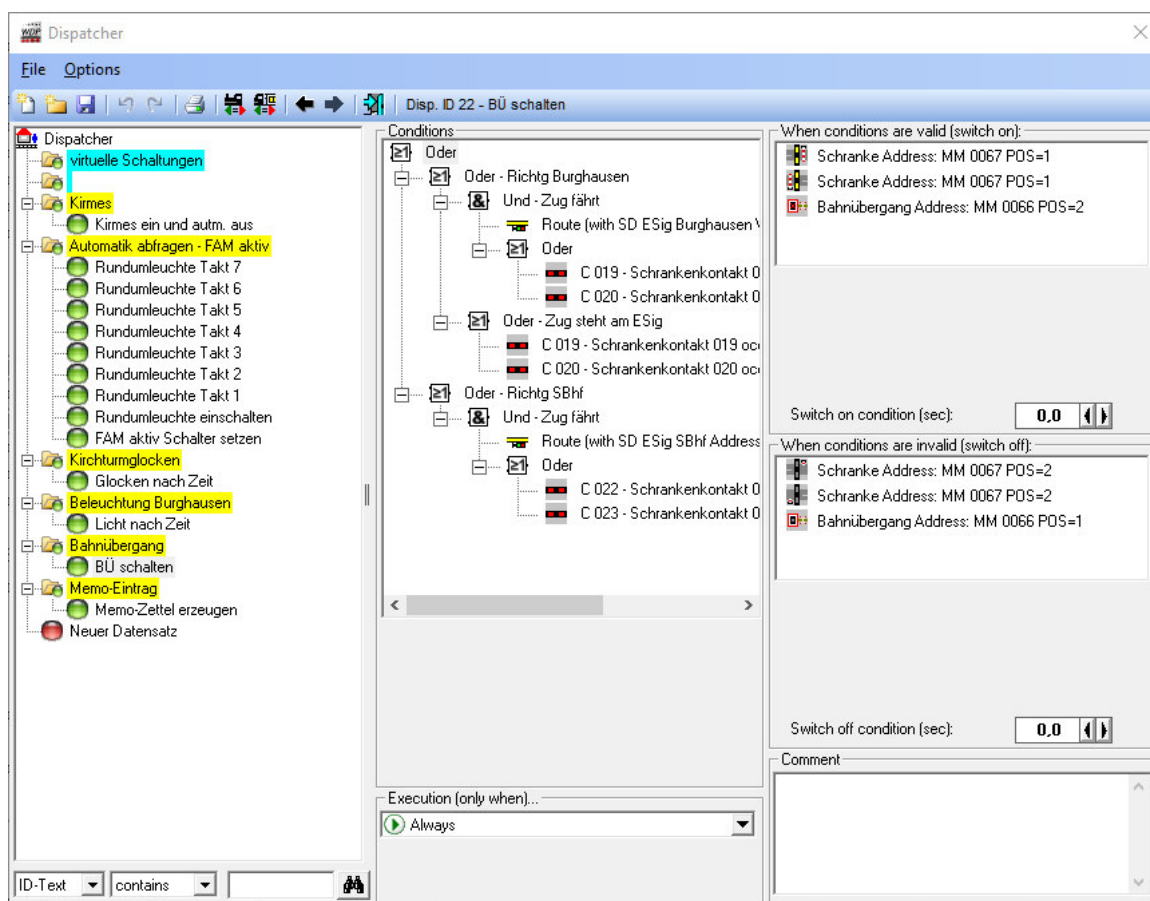 WDP Dispatcher
File Options
Disp. ID 22 - BÜ schalten
Dispatcher
virtuelle Schaltungen
Kirmes
Kirmes ein und autm. aus
Automatik abfragen - FAM aktiv
Rundumleuchte Takt 7
Rundumleuchte Takt 6
Rundumleuchte Takt 5
Rundumleuchte Takt 4
Rundumleuchte Takt 3
Rundumleuchte Takt 2
Rundumleuchte Takt 1
Rundumleuchte einschalten
FAM aktiv Schalter setzen
Kirchturmglocken
Glocken nach Zeit
Beleuchtung Burghausen
Licht nach Zeit
Bahnübergang
BÜ schalten
Memo-Eintrag
Memo-Zettel erzeugen
Neuer Datensatz
ID-Text contains
Conditions
≥1 Oder
≥1 Oder - Richtg Burghausen
& Und - Zug fährt
Route (with SD ESig Burghausen
≥1 Oder
C 019 - Schrankenkontakt 0
C 020 - Schrankenkontakt 0
≥1 Oder - Zug steht am ESig
C 019 - Schrankenkontakt 019 occ
C 020 - Schrankenkontakt 020 occ
≥1 Oder - Richtg SBhf
& Und - Zug fährt
Route (with SD ESig SBhf Address
≥1 Oder
C 022 - Schrankenkontakt 0
C 023 - Schrankenkontakt 0
Execution (only when)...
Always
When conditions are valid (switch on):
Schranke Address: MM 0067 POS=1
Schranke Address: MM 0067 POS=1
Bahnübergang Address: MM 0066 POS=2
Switch on condition (sec): 0,0
When conditions are invalid (switch off):
Schranke Address: MM 0067 POS=2
Schranke Address: MM 0067 POS=2
Bahnübergang Address: MM 0066 POS=1
Switch off condition (sec): 0,0
Comment